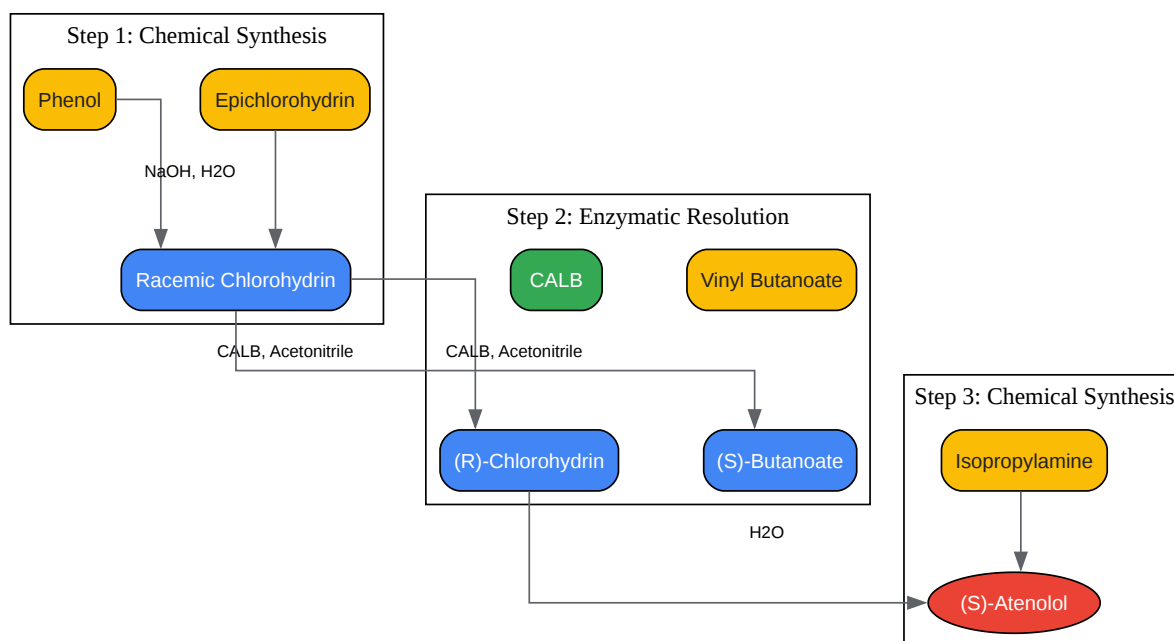 Step 1: Chemical Synthesis
Phenol
Epichlorohydrin
NaOH, H2O
Racemic Chlorohydrin
Step 2: Enzymatic Resolution
CALB
Vinyl Butanoate
CALB, Acetonitrile
CALB, Acetonitrile
(R)-Chlorohydrin
(S)-Butanoate
H2O
Step 3: Chemical Synthesis
Isopropylamine
(S)-Atenolol